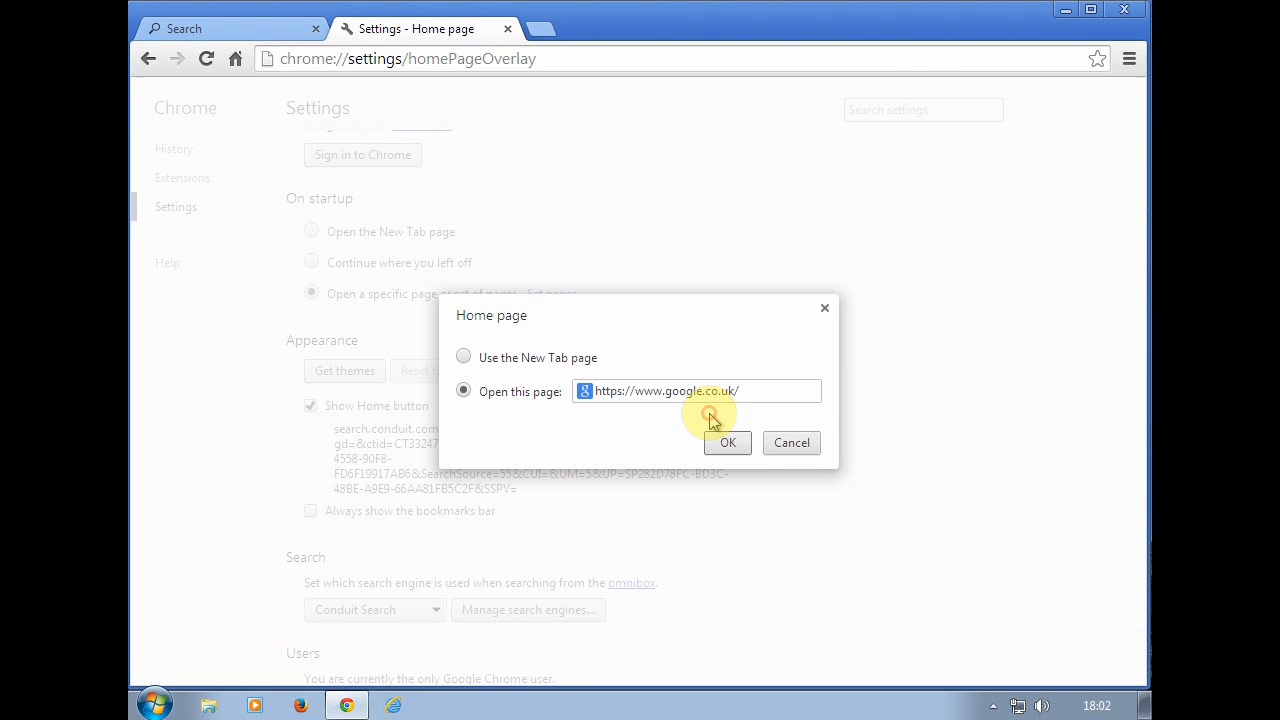 Search
Settings - Home page
chrome://settings/homePageOverlay
Chrome
Settings
Search settings
History
Sign in to Chrome
Extensions
On startup
Settings
Open the New Tab page
Help
Continue where you left off
Open a specific page or set of pages. Set pages
Home page
Appearance
Use the New Tab page
Get themes
Open this page: https://www.google.co.uk/
Show Home button
search.conduit.com
OK
Cancel
gd=&ctid=CT33247
4558-90F8-
FD6F19917AB6&SearchSource=55&CUI=&UM=5&UP=SP282D78FC-BD3C-
48BE-A9E9-66AA81FB5C2F&SSPV=
Always show the bookmarks bar
Search
Set which search engine is used when searching from the omnibox.
Conduit Search
Manage search engines...
Users
You are currently the only Google Chrome user.
18:02